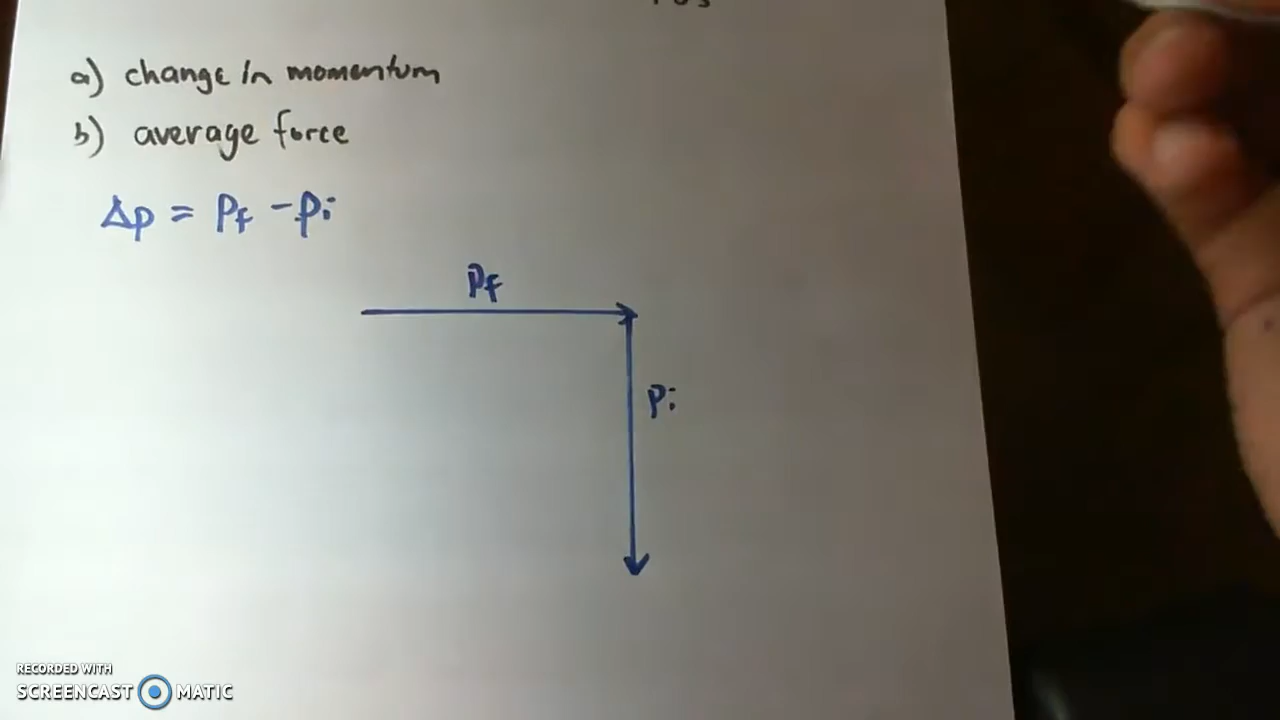 a) change in momentum
b) average force
Δp = Pf - Pi
Pf
Pi
RECORDED WITH
SCREENCAST MATIC